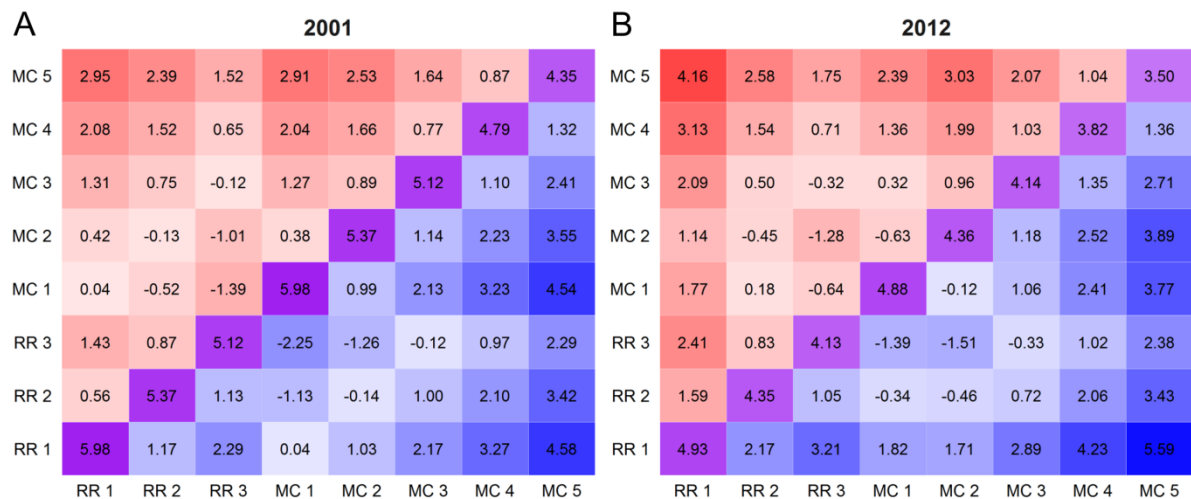 A 2001
MC 5 2.95 2.39 1.52 2.91 2.53 1.64 0.87 4.35
MC 4 2.08 1.52 0.65 2.04 1.66 0.77 4.79 1.32
MC 3 1.31 0.75 -0.12 1.27 0.89 5.12 1.10 2.41
MC 2 0.42 -0.13 -1.01 0.38 5.37 1.14 2.23 3.55
MC 1 0.04 -0.52 -1.39 5.98 0.99 2.13 3.23 4.54
RR 3 1.43 0.87 5.12 -2.25 -1.26 -0.12 0.97 2.29
RR 2 0.56 5.37 1.13 -1.13 -0.14 1.00 2.10 3.42
RR 1 5.98 1.17 2.29 0.04 1.03 2.17 3.27 4.58
RR 1 RR 2 RR 3 MC 1 MC 2 MC 3 MC 4 MC 5
B 2012
MC 5 4.16 2.58 1.75 2.39 3.03 2.07 1.04 3.50
MC 4 3.13 1.54 0.71 1.36 1.99 1.03 3.82 1.36
MC 3 2.09 0.50 -0.32 0.32 0.96 4.14 1.35 2.71
MC 2 1.14 -0.45 -1.28 -0.63 4.36 1.18 2.52 3.89
MC 1 1.77 0.18 -0.64 4.88 -0.12 1.06 2.41 3.77
RR 3 2.41 0.83 4.13 -1.39 -1.51 -0.33 1.02 2.38
RR 2 1.59 4.35 1.05 -0.34 -0.46 0.72 2.06 3.43
RR 1 4.93 2.17 3.21 1.82 1.71 2.89 4.23 5.59
RR 1 RR 2 RR 3 MC 1 MC 2 MC 3 MC 4 MC 5